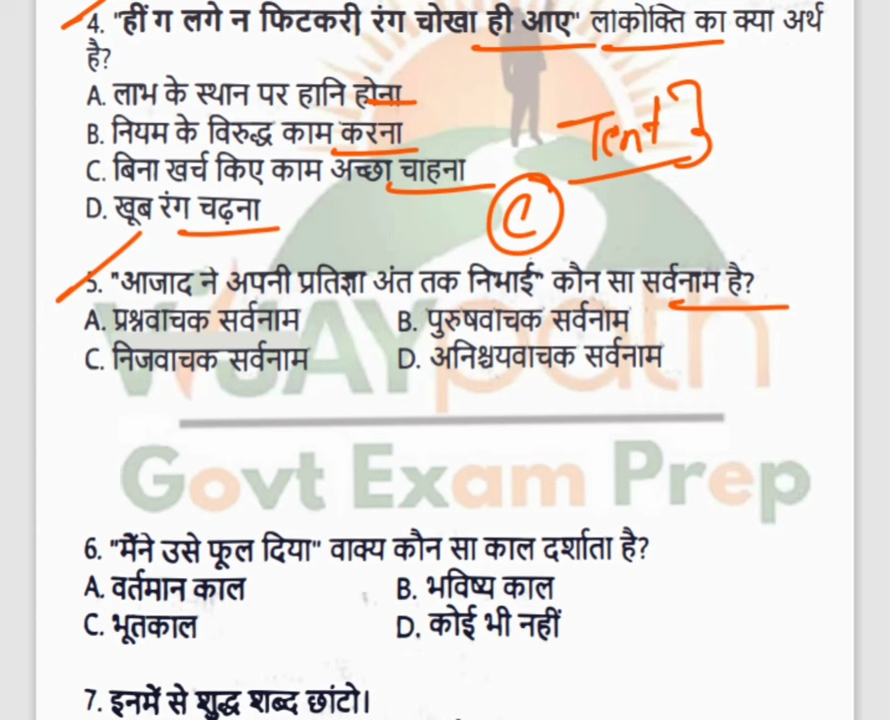 4. "हीं ग लगे न फिटकरी, रंग चोखा ही आए" लाकोक्ति का क्या अर्थ
है?
A. लाभ के स्थान पर हानि होना
B. नियम के विरुद्ध काम करना
C. बिना खर्च किए काम अच्छा चाहना
D. खूब रंग चढ़ना
Tent 3
C
5. "आजाद ने अपनी प्रतिज्ञा अंत तक निभाई" कौन सा सर्वनाम है?
A. प्रश्नवाचक सर्वनाम B. पुरुषवाचक सर्वनाम
C. निजवाचक सर्वनाम D. अनिश्चयवाचक सर्वनाम
ViJAYpath
Govt Exam Prep
6. "मैंने उसे फूल दिया" वाक्य कौन सा काल दर्शाता है?
A. वर्तमान काल B. भविष्य काल
C. भूतकाल D. कोई भी नहीं
7. इनमें से शुद्ध शब्द छांटो।